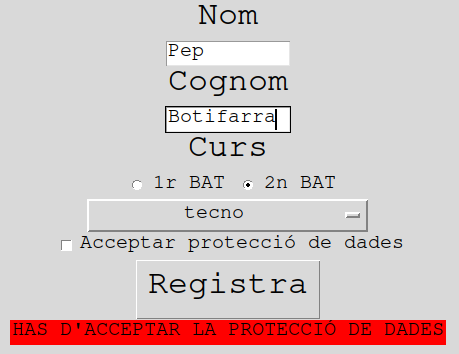 Nom
Pep
Cognom
Botifarra
Curs
1r BAT 2n BAT
tecno
Acceptar protecció de dades
Registra
HAS D'ACCEPTAR LA PROTECCIÓ DE DADES